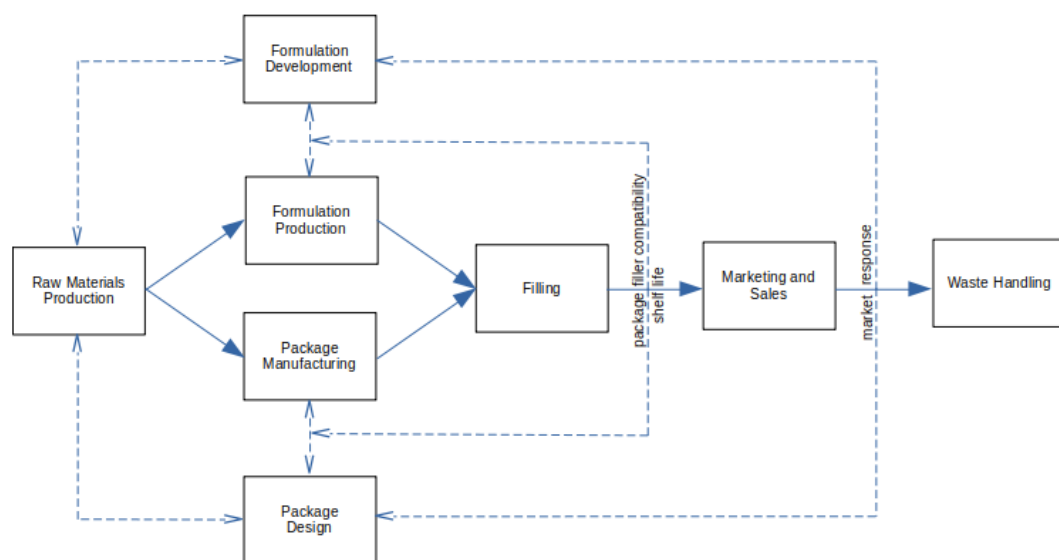 Formulation
Development
Formulation
Production
Raw Materials
Production
Filling
package filler compatibility
shelf life
Marketing and
Sales
market response
Waste Handling
Package
Manufacturing
Package
Design